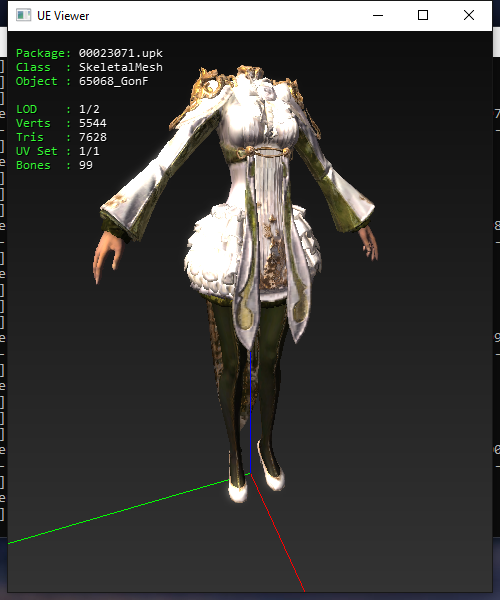 UE Viewer
Package: 00023071.upk
Class : SkeletalMesh
Object : 65068_GonF
LOD : 1/2
Verts : 5544
Tris : 7628
UV Set : 1/1
Bones : 99